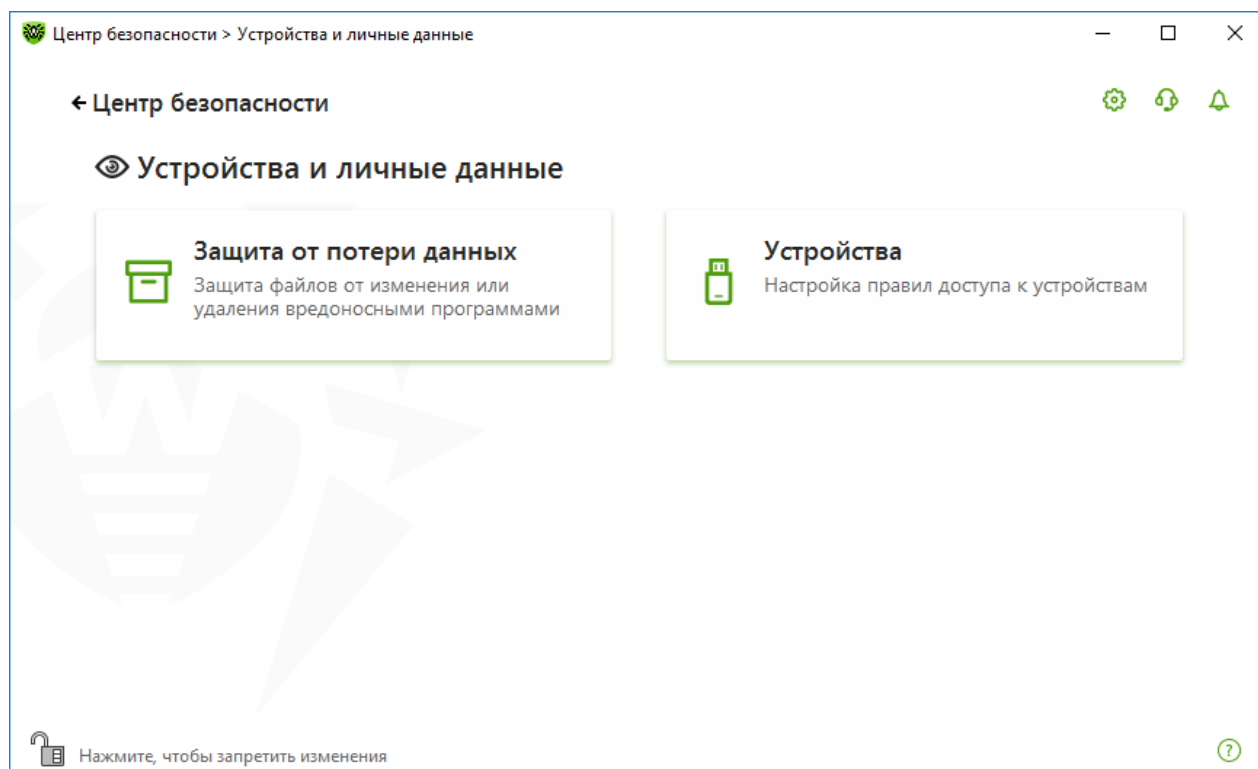 Центр безопасности > Устройства и личные данные
Центр безопасности
Устройства и личные данные
Защита от потери данных
Защита файлов от изменения или
удаления вредоносными программами
Устройства
Настройка правил доступа к устройствам
Нажмите, чтобы запретить изменения
?